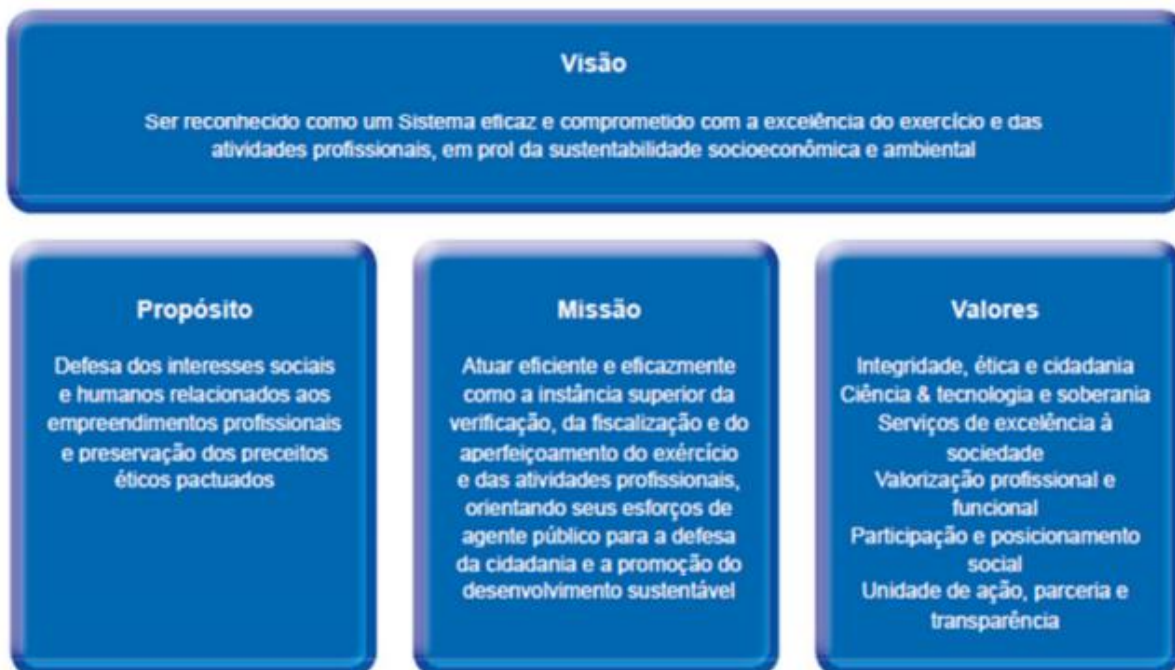 Visão
Ser reconhecido como um Sistema eficaz e comprometido com a excelência do exercício e das
atividades profissionais, em prol da sustentabilidade socioeconômica e ambiental
Propósito
Defesa dos interesses sociais
e humanos relacionados aos
empreendimentos profissionais
e preservação dos preceitos
éticos pactuados
Missão
Atuar eficiente e eficazmente
como a instância superior da
verificação, da fiscalização e do
aperfeiçoamento do exércício
e das atividades profissionais,
orientando seus esforços de
agente público para a defesa
da cidadania e a promoção do
desenvolvimento sustentável
Valores
Integridade, ética e cidadania
Ciência & tecnologia e soberania
Serviços de excelência à
sociedade
Valorização profissional e
funcional
Participação e posicionamento
social
Unidade de ação, parceria e
transparência